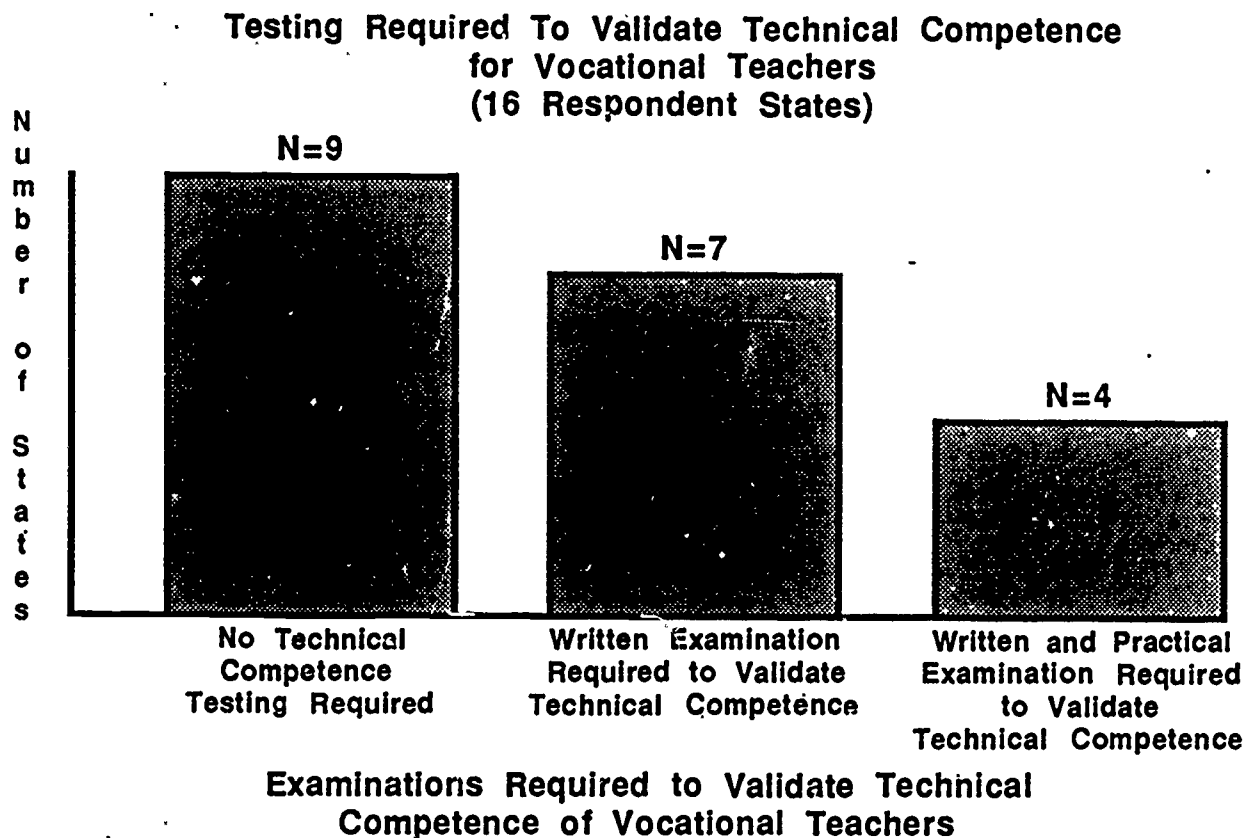 Testing Required To Validate Technical Competence
for Vocational Teachers
(16 Respondent States)
Number of States
N=9
N=7
N=4
No Technical
Competence
Testing Required
Written Examination
Required to Validate
Technical Competence
Written and Practical
Examination Required
to Validate
Technical Competence
Examinations Required to Validate Technical
Competence of Vocational Teachers